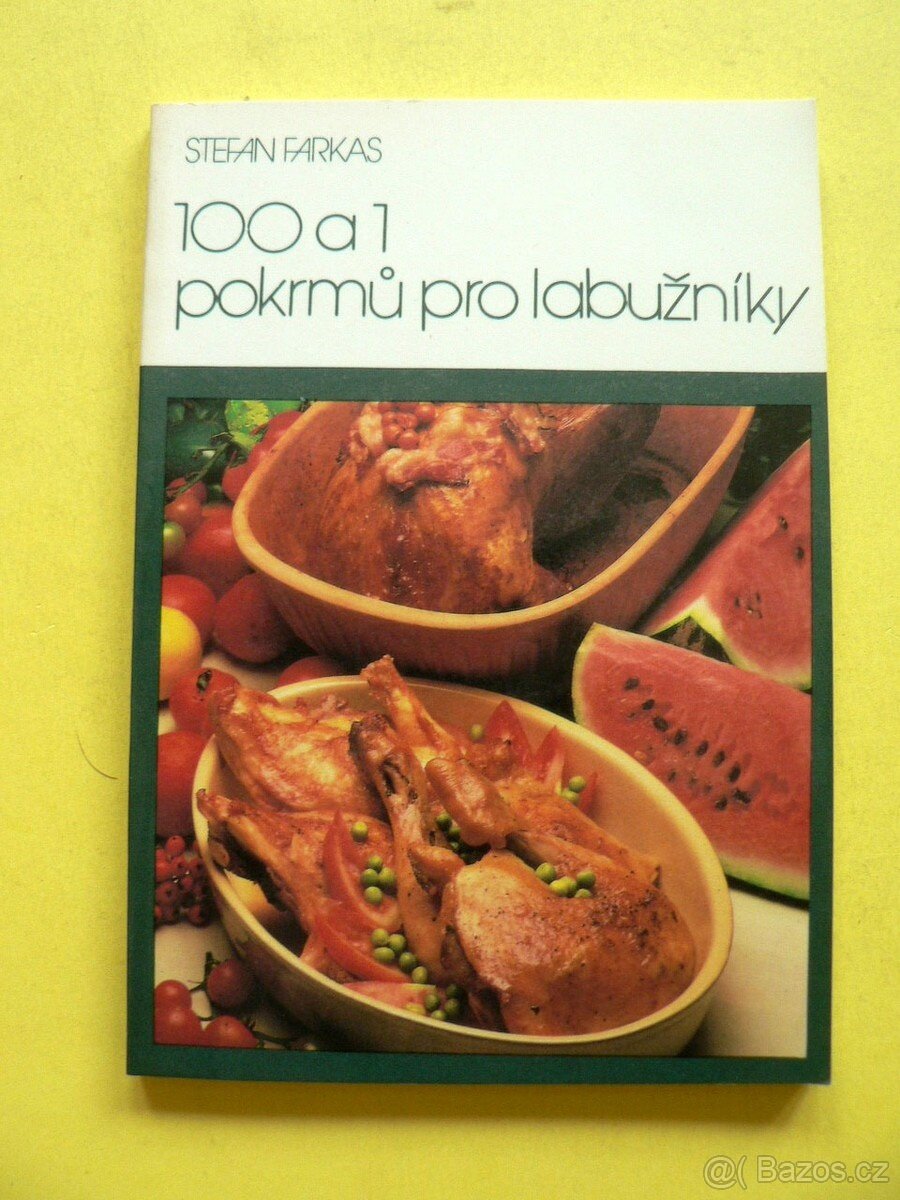 STEFAN FARKAS
100 a 1
pokrmů pro labužníky
@( Bazos.cz